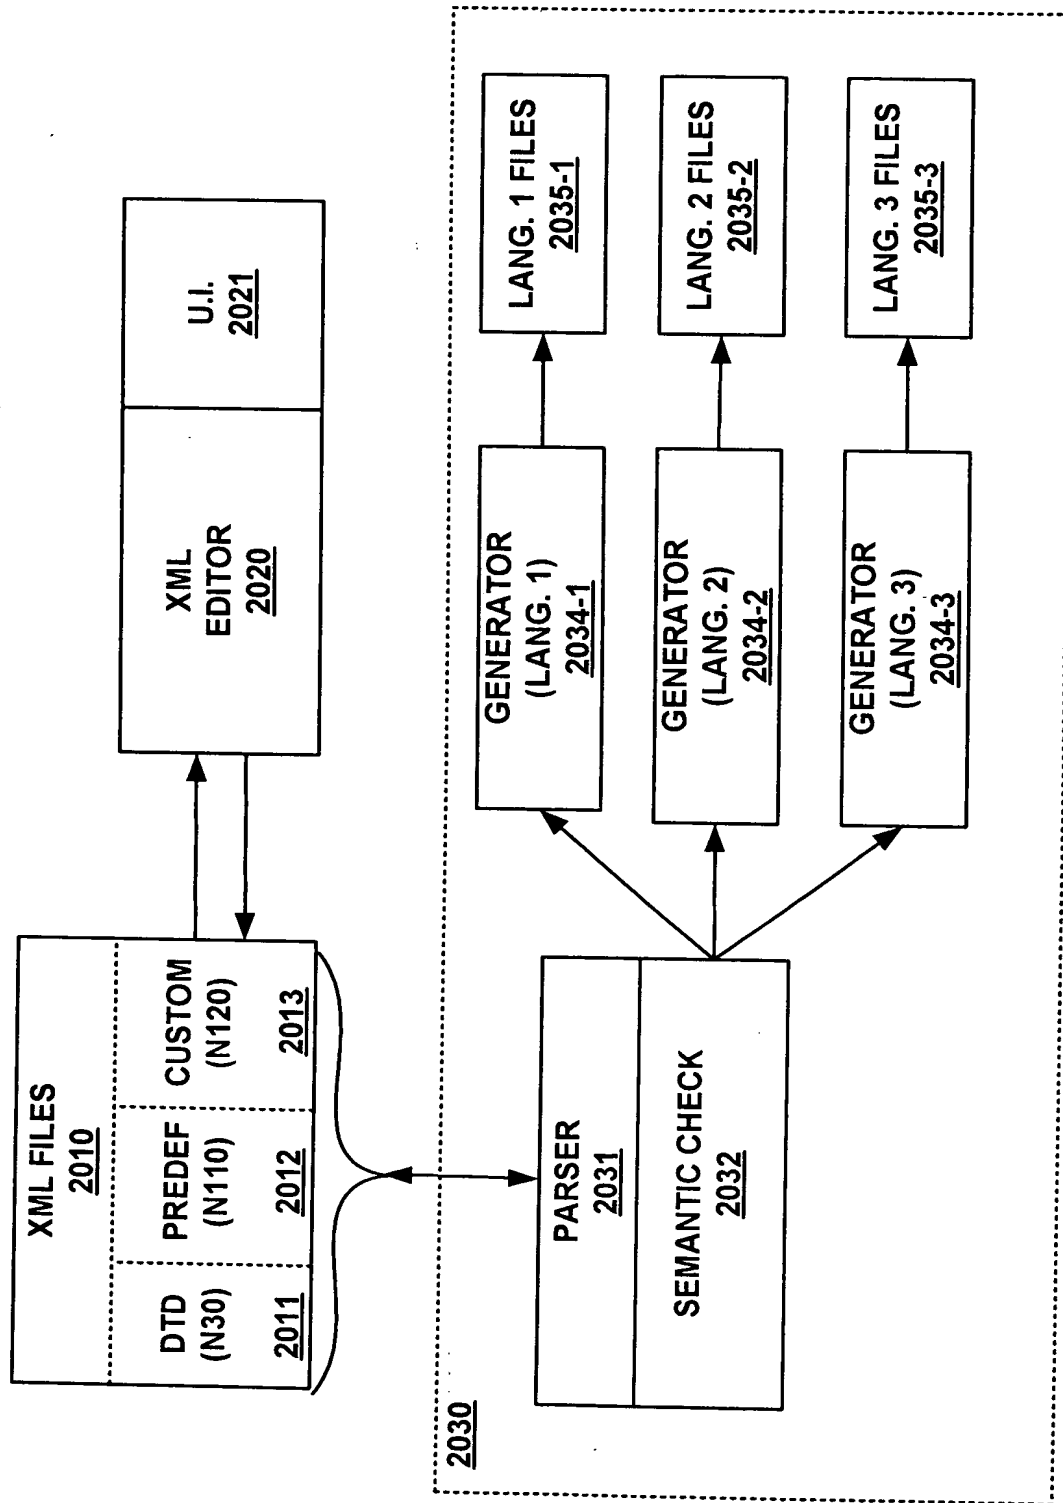 XML FILES
2010
DTD
(N30)
2011
PREDEF
(N110)
2012
CUSTOM
(N120)
2013
XML
EDITOR
2020
U.I.
2021
2030
PARSER
2031
SEMANTIC CHECK
2032
GENERATOR
(LANG. 1)
2034-1
LANG. 1 FILES
2035-1
GENERATOR
(LANG. 2)
2034-2
LANG. 2 FILES
2035-2
GENERATOR
(LANG. 3)
2034-3
LANG. 3 FILES
2035-3